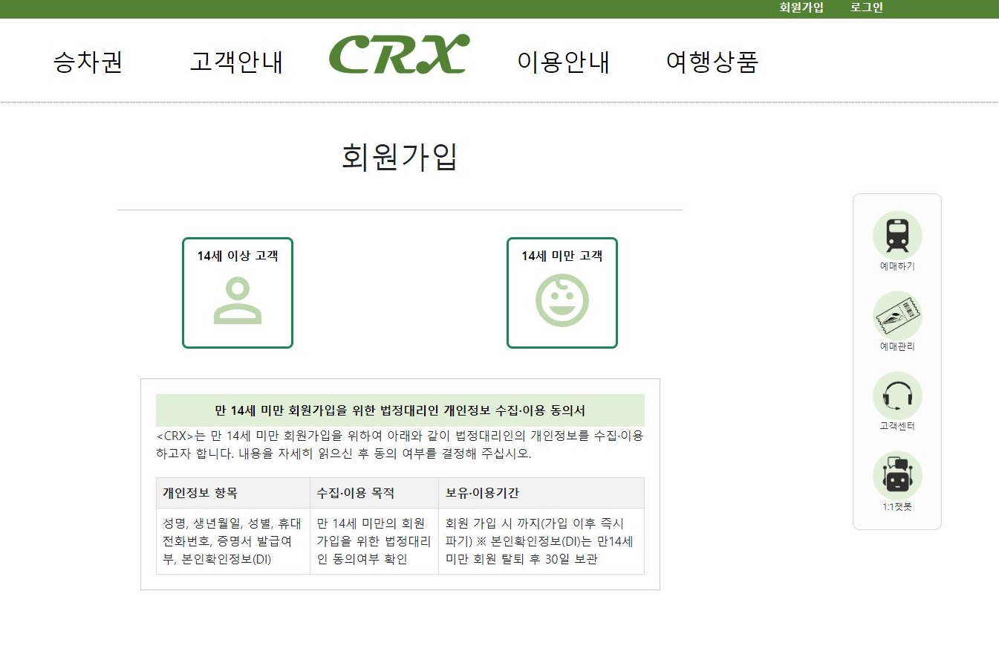 회원가입 로그인
승차권 고객안내 CRX 이용안내 여행상품
회원가입
14세 이상 고객
14세 미만 고객
만 14세 미만 회원가입을 위한 법정대리인 개인정보 수집·이용 동의서
<CRX>는 만 14세 미만 회원가입을 위하여 아래와 같이 법정대리인의 개인정보를 수집·이용
하고자 합니다. 내용을 자세히 읽으신 후 동의 여부를 결정해 주십시오.
개인정보 항목
수집·이용 목적
보유·이용기간
성명, 생년월일, 성별, 휴대
전화번호, 증명서 발급여
부, 본인확인정보(DI)
만 14세 미만의 회원
가입을 위한 법정대리
인 동의여부 확인
회원 가입 시 까지(가입 이후 즉시
파기) ※ 본인확인정보(DI)는 만14세
미만 회원 탈퇴 후 30일 보관
예매하기
예매관리
고객센터
1:1챗봇